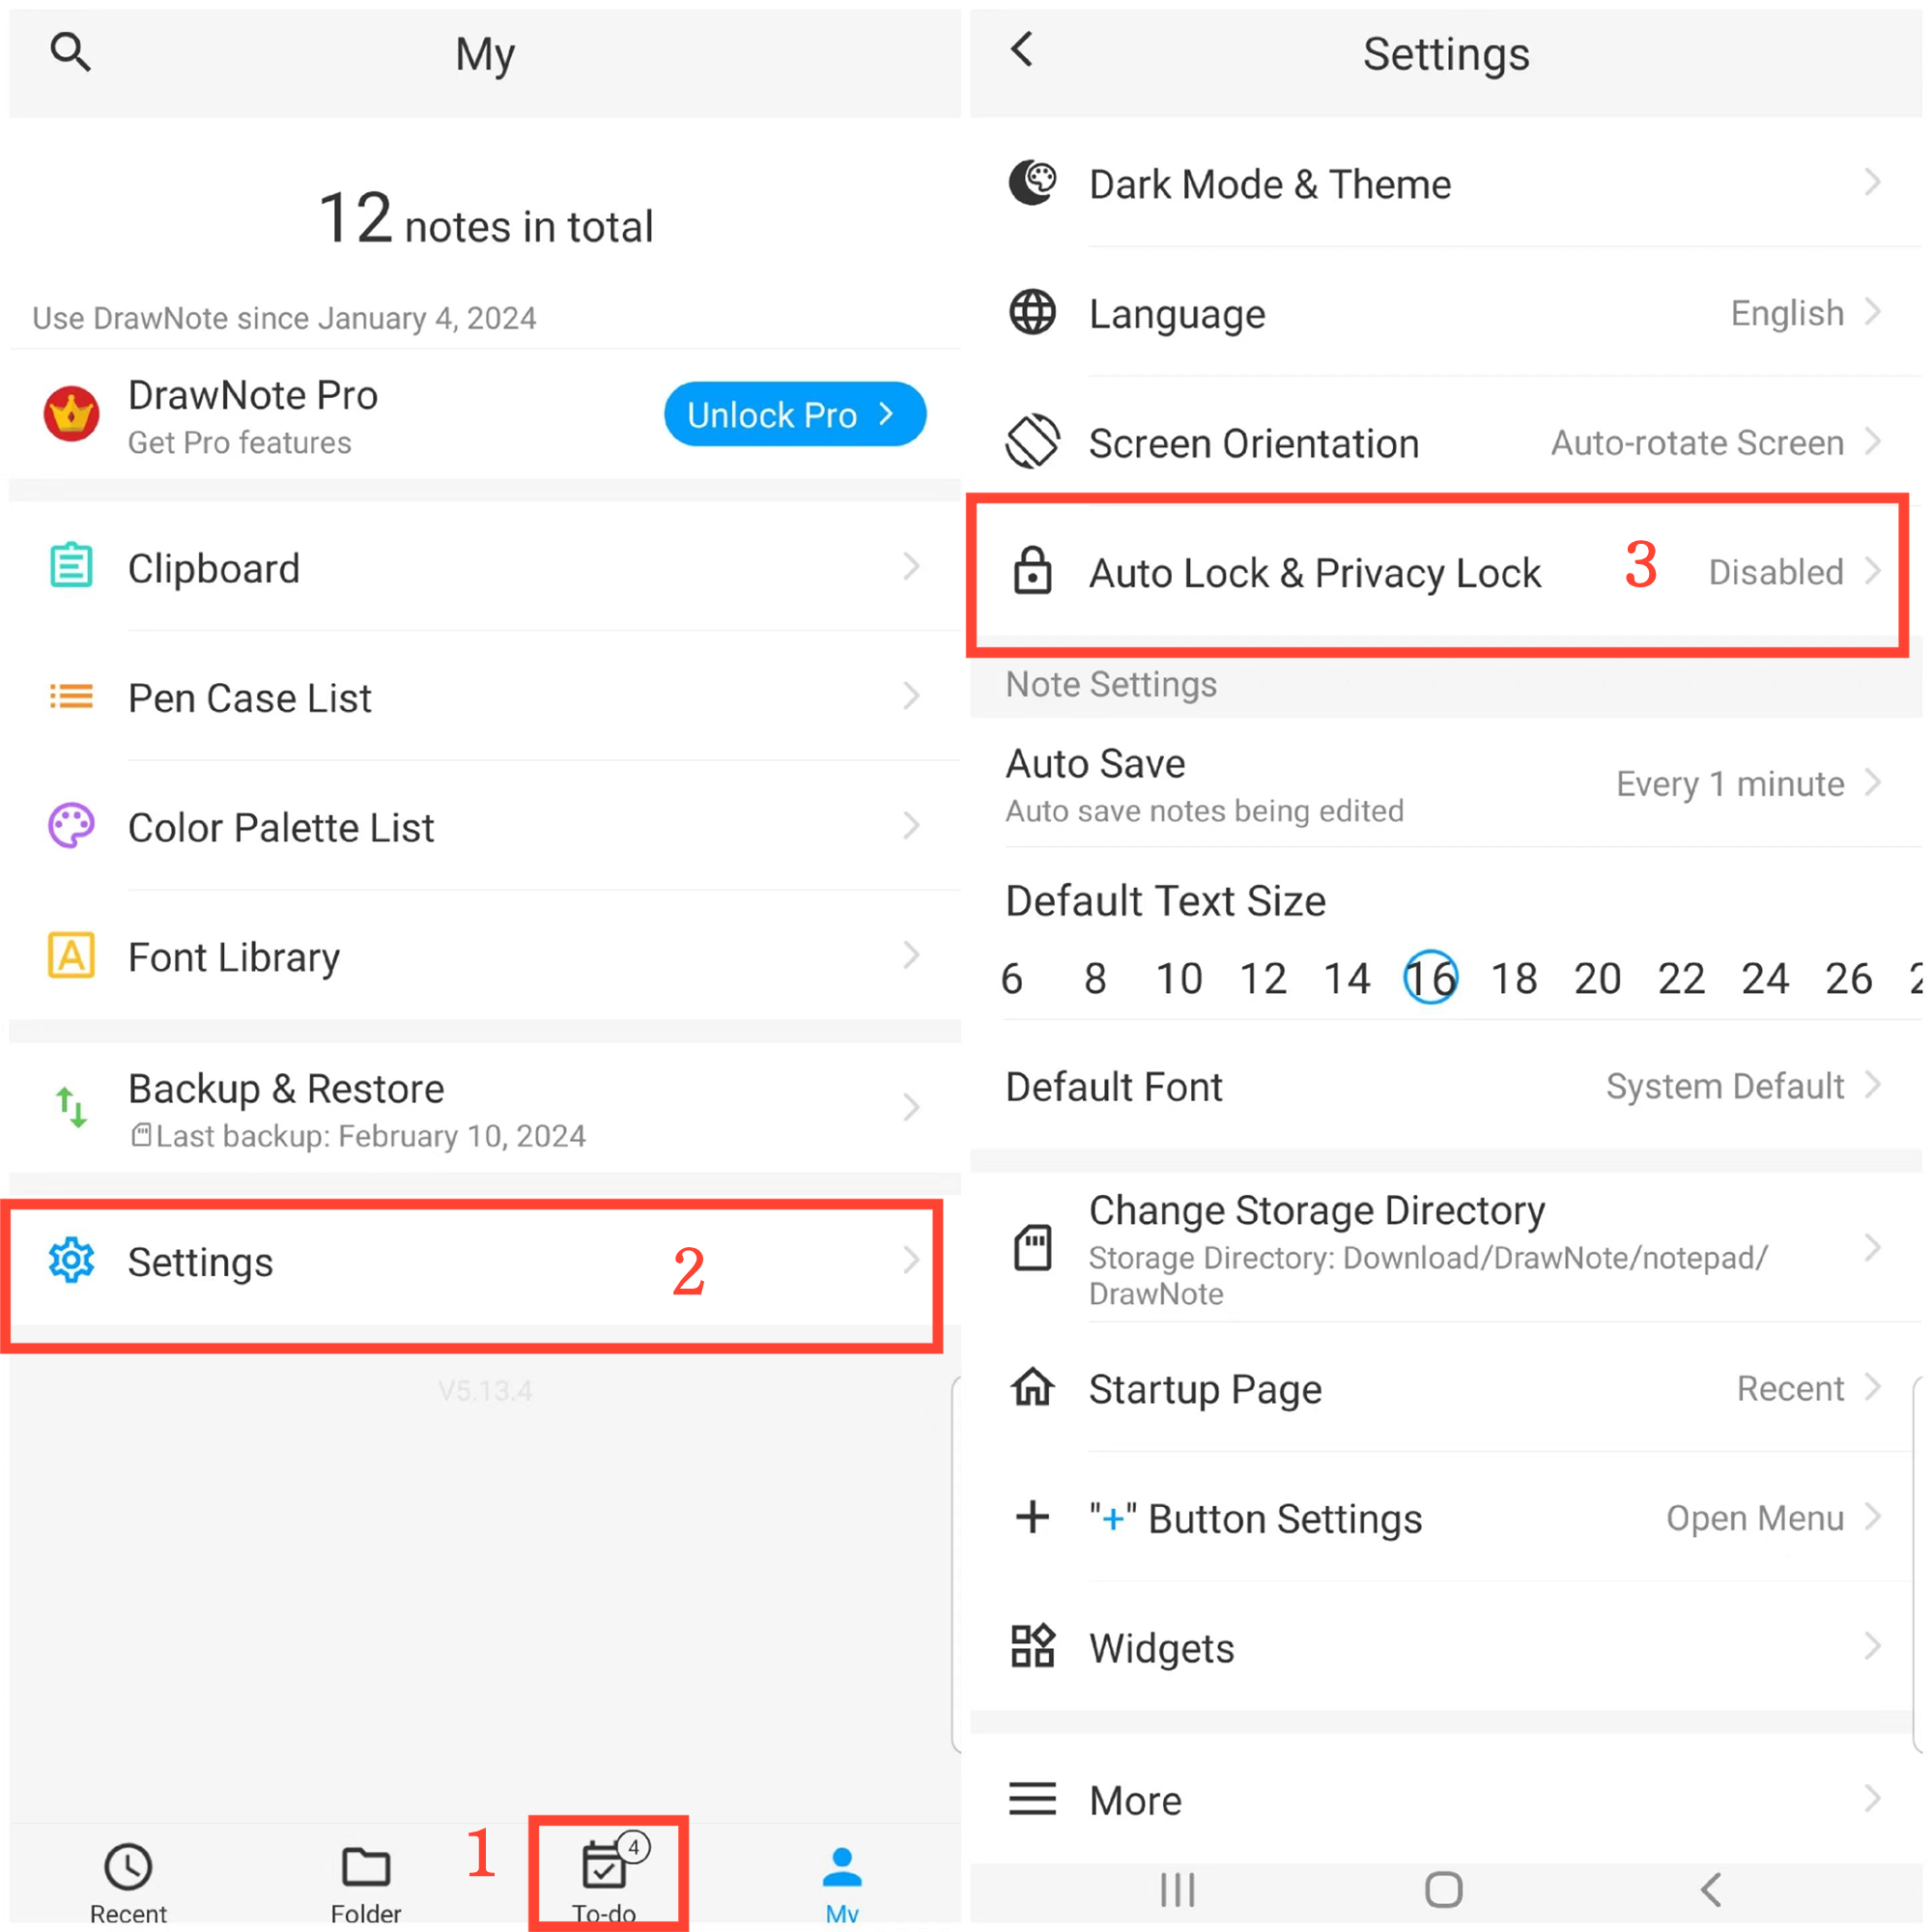 My
12 notes in total
Use DrawNote since January 4, 2024
DrawNote Pro
Get Pro features
Unlock Pro
Clipboard
Pen Case List
Color Palette List
Font Library
Backup & Restore
Last backup: February 10, 2024
Settings
2
V5.13.4
1
4
Recent
Folder
To-do
My
Settings
Dark Mode & Theme
Language
English
Screen Orientation
Auto-rotate Screen
Auto Lock & Privacy Lock
3
Disabled
Note Settings
Auto Save
Auto save notes being edited
Every 1 minute
Default Text Size
6 8 10 12 14 16 18 20 22 24 26
Default Font
System Default
Change Storage Directory
Storage Directory: Download/DrawNote/notepad/
DrawNote
Startup Page
Recent
"+" Button Settings
Open Menu
Widgets
More